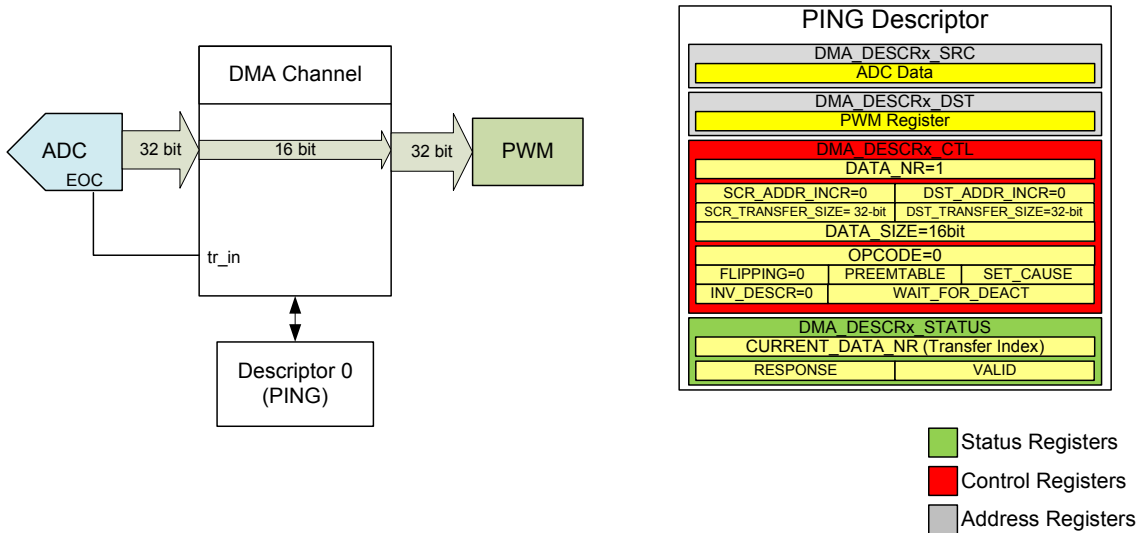 DMA Channel
ADC
EOC
32 bit
16 bit
32 bit
PWM
tr_in
Descriptor 0
(PING)
PING Descriptor
DMA_DESCRx_SRC
ADC Data
DMA_DESCRx_DST
PWM Register
DMA_DESCRx_CTL
DATA_NR=1
SCR_ADDR_INCR=0 DST_ADDR_INCR=0
SCR_TRANSFER_SIZE= 32-bit DST_TRANSFER_SIZE=32-bit
DATA_SIZE=16bit
OPCODE=0
FLIPPING=0 PREEMTABLE SET_CAUSE
INV_DESCR=0 WAIT_FOR_DEACT
DMA_DESCRx_STATUS
CURRENT_DATA_NR (Transfer Index)
RESPONSE VALID
Status Registers
Control Registers
Address Registers